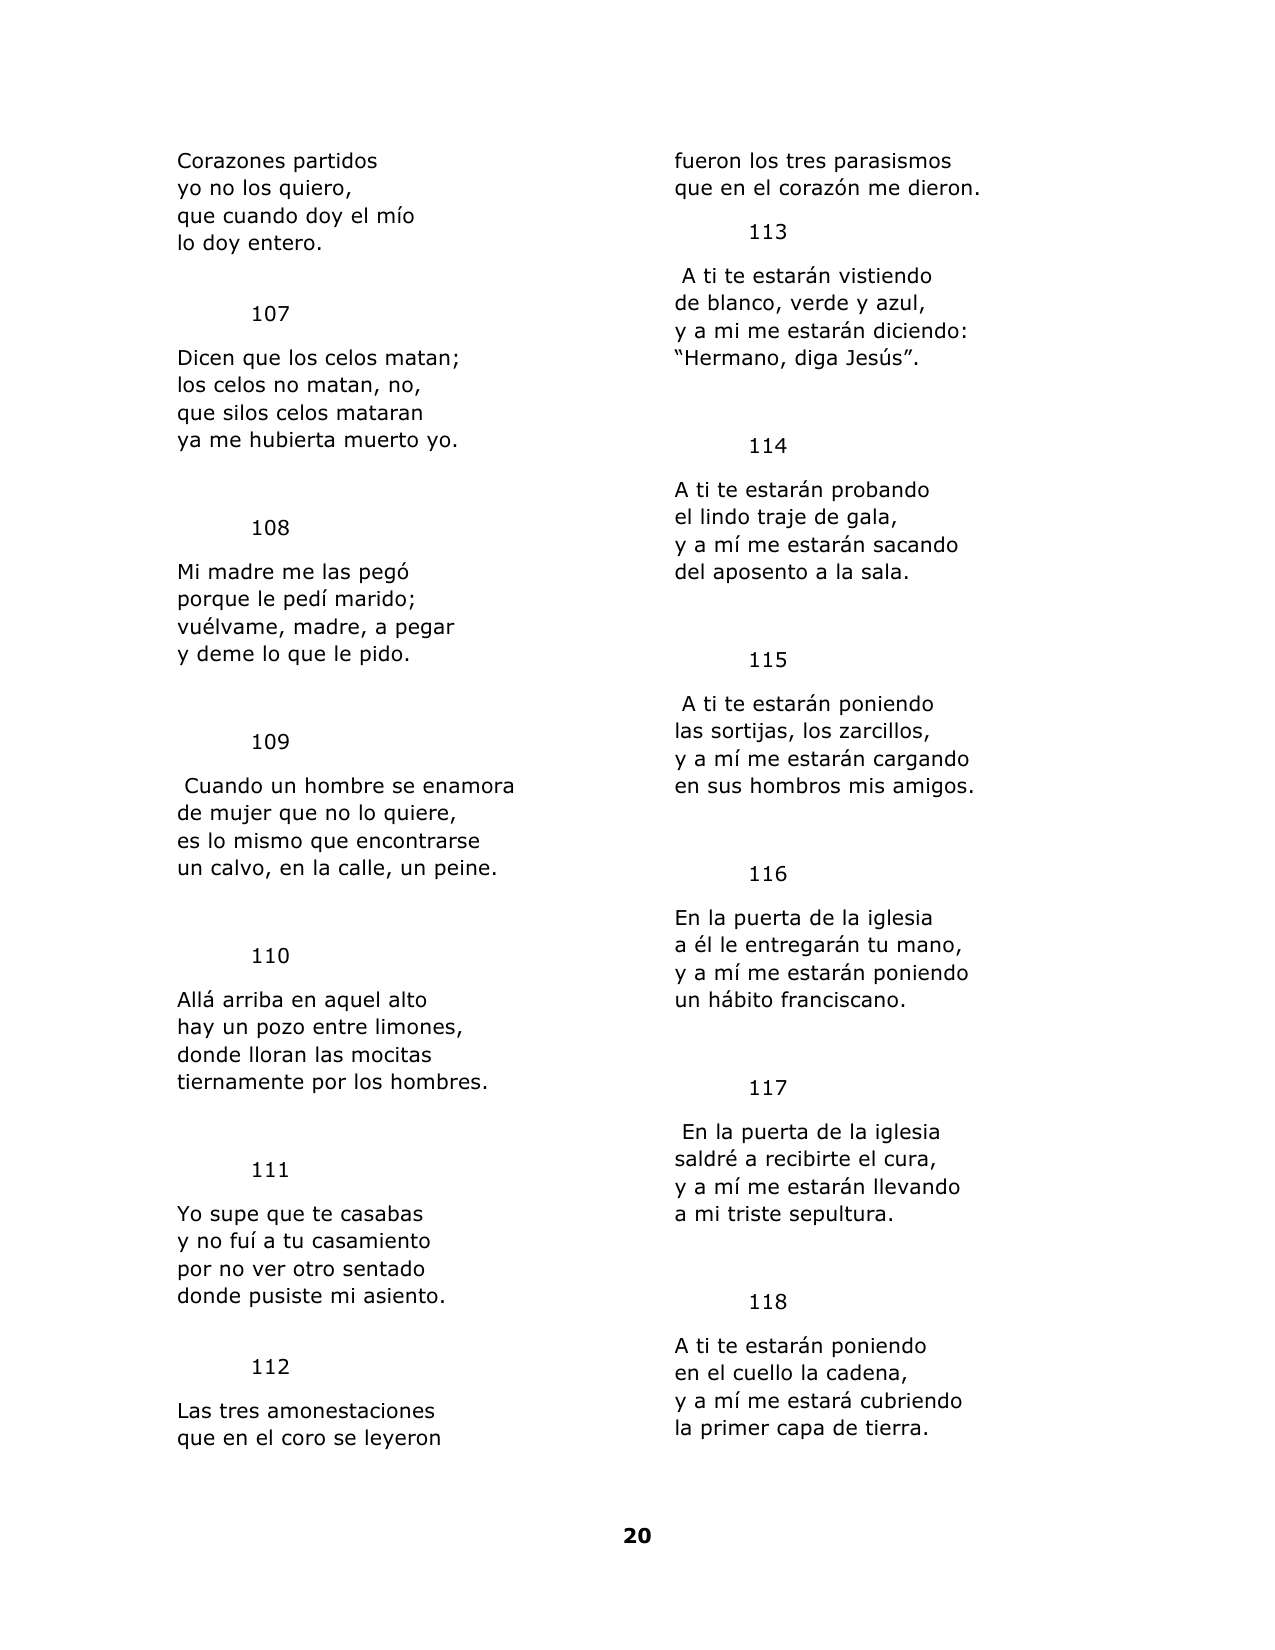 Corazones partidos
yo no los quiero,
que cuando doy el mío
lo doy entero.
107
Dicen que los celos matan;
los celos no matan, no,
que silos celos mataran
ya me hubierta muerto yo.
108
Mi madre me las pegó
porque le pedí marido;
vuélvame, madre, a pegar
y deme lo que le pido.
109
Cuando un hombre se enamora
de mujer que no lo quiere,
es lo mismo que encontrarse
un calvo, en la calle, un peine.
110
Allá arriba en aquel alto
hay un pozo entre limones,
donde lloran las mocitas
tiernamente por los hombres.
111
Yo supe que te casabas
y no fuí a tu casamiento
por no ver otro sentado
donde pusiste mi asiento.
112
Las tres amonestaciones
que en el coro se leyeron
fueron los tres parasismos
que en el corazón me dieron.
113
A ti te estarán vistiendo
de blanco, verde y azul,
y a mi me estarán diciendo:
“Hermano, diga Jesús”.
114
A ti te estarán probando
el lindo traje de gala,
y a mí me estarán sacando
del aposento a la sala.
115
A ti te estarán poniendo
las sortijas, los zarcillos,
y a mí me estarán cargando
en sus hombros mis amigos.
116
En la puerta de la iglesia
a él le entregarán tu mano,
y a mí me estarán poniendo
un hábito franciscano.
117
En la puerta de la iglesia
saldré a recibirte el cura,
y a mí me estarán llevando
a mi triste sepultura.
118
A ti te estarán poniendo
en el cuello la cadena,
y a mí me estará cubriendo
la primer capa de tierra.
20